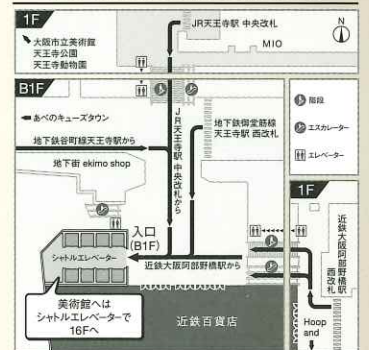 1F
JR天王寺駅 中央改札
N
大阪市立美術館
天王寺公園
天王寺動物園
MIO
B1F
あべのキューズタウン
地下鉄谷町線天王寺駅から
地下街 ekimo shop
JR天王寺駅 中央改札から
地下鉄御堂筋線
天王寺駅 西改札
階段
エスカレーター
エレベーター
1F
入口
(B1F)
シャトルエレベーター
近鉄大阪阿部野橋駅から
近鉄大阪阿部野橋駅
西改札
美術館へは
シャトルエレベーターで
16Fへ
近鉄百貨店
Hoop
and